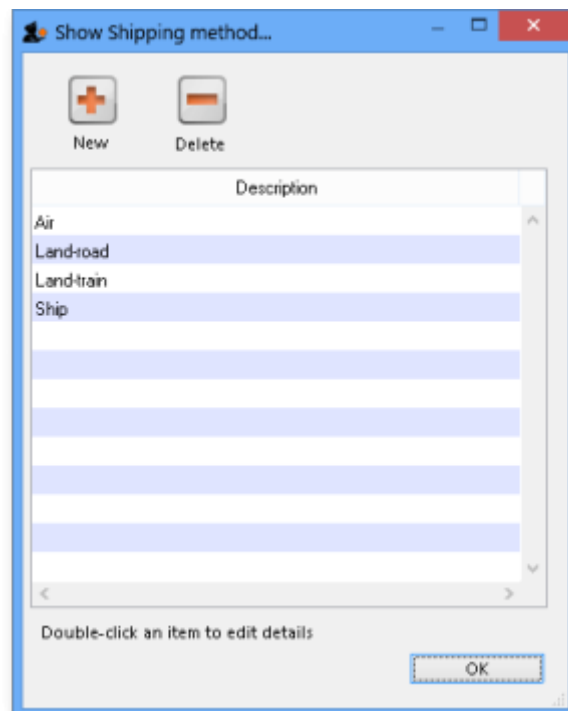 Show Shipping method...
New Delete
Description
Air
Land-road
Land-train
Ship
Double-click an item to edit details
OK